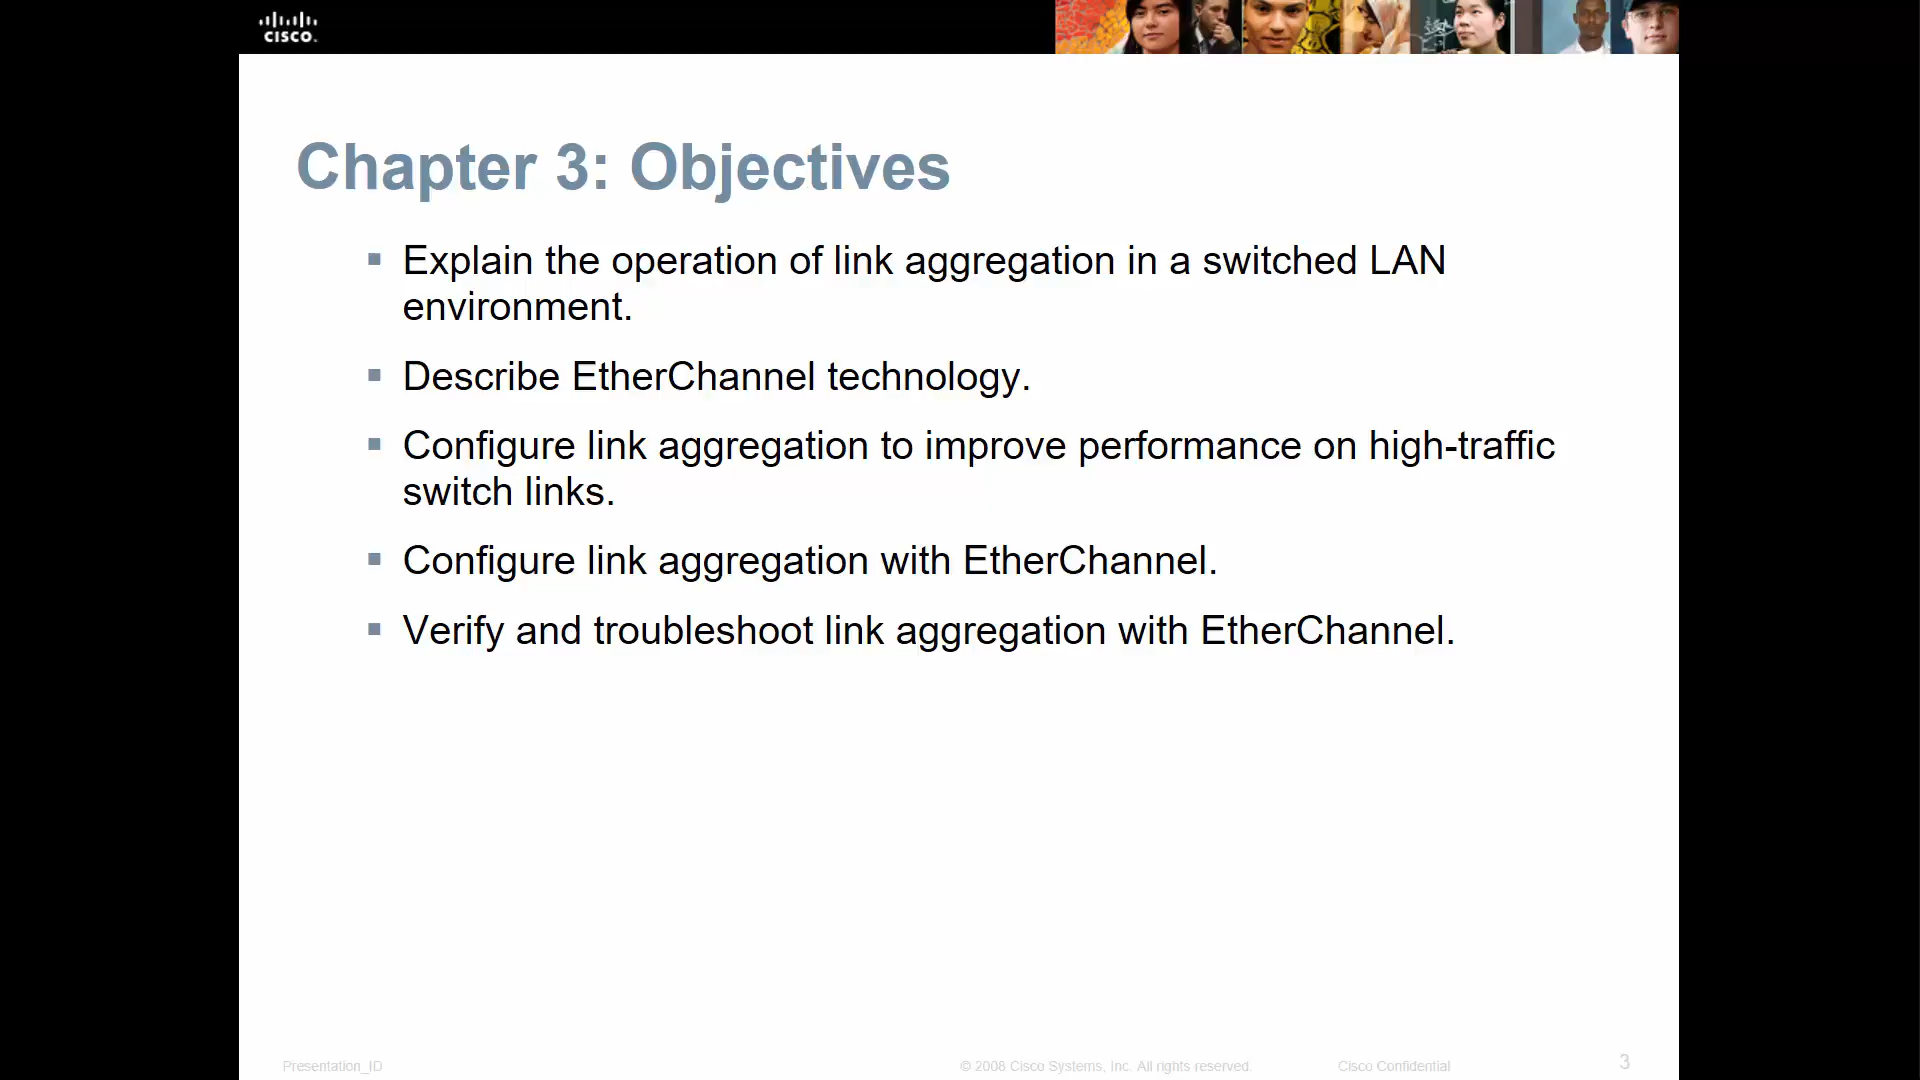 CISCO.
Chapter 3: Objectives
▪ Explain the operation of link aggregation in a switched LAN
environment.
▪ Describe EtherChannel technology.
▪ Configure link aggregation to improve performance on high-traffic
switch links.
▪ Configure link aggregation with EtherChannel.
▪ Verify and troubleshoot link aggregation with EtherChannel.
Presentation_ID © 2008 Cisco Systems, Inc. All rights reserved. Cisco Confidential 3